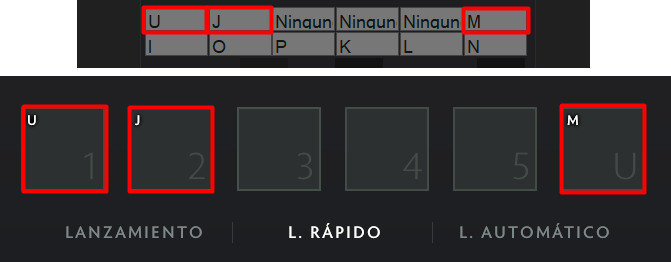 U J Ningun Ningun Ningun M
I O P K L N
U J M
1 2 3 4 5 U
LANZAMIENTO L. RÁPIDO L. AUTOMÁTICO